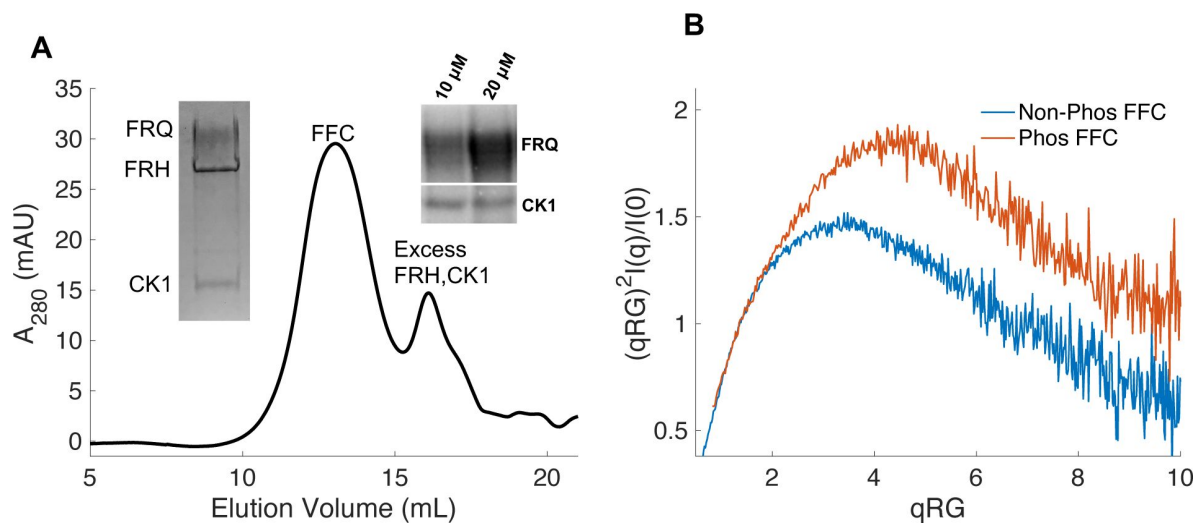 A
A₂₈₀ (mAU)
35
30
25
20
15
10
5
0
5
10
15
20
Elution Volume (mL)
FRQ
FRH
CK1
FFC
Excess
FRH,CK1
10 µM
20 µM
FRQ
CK1
B
(qRG)²I(q)/I(0)
2
1.5
1
0.5
2
4
6
8
10
qRG
Non-Phos FFC
Phos FFC